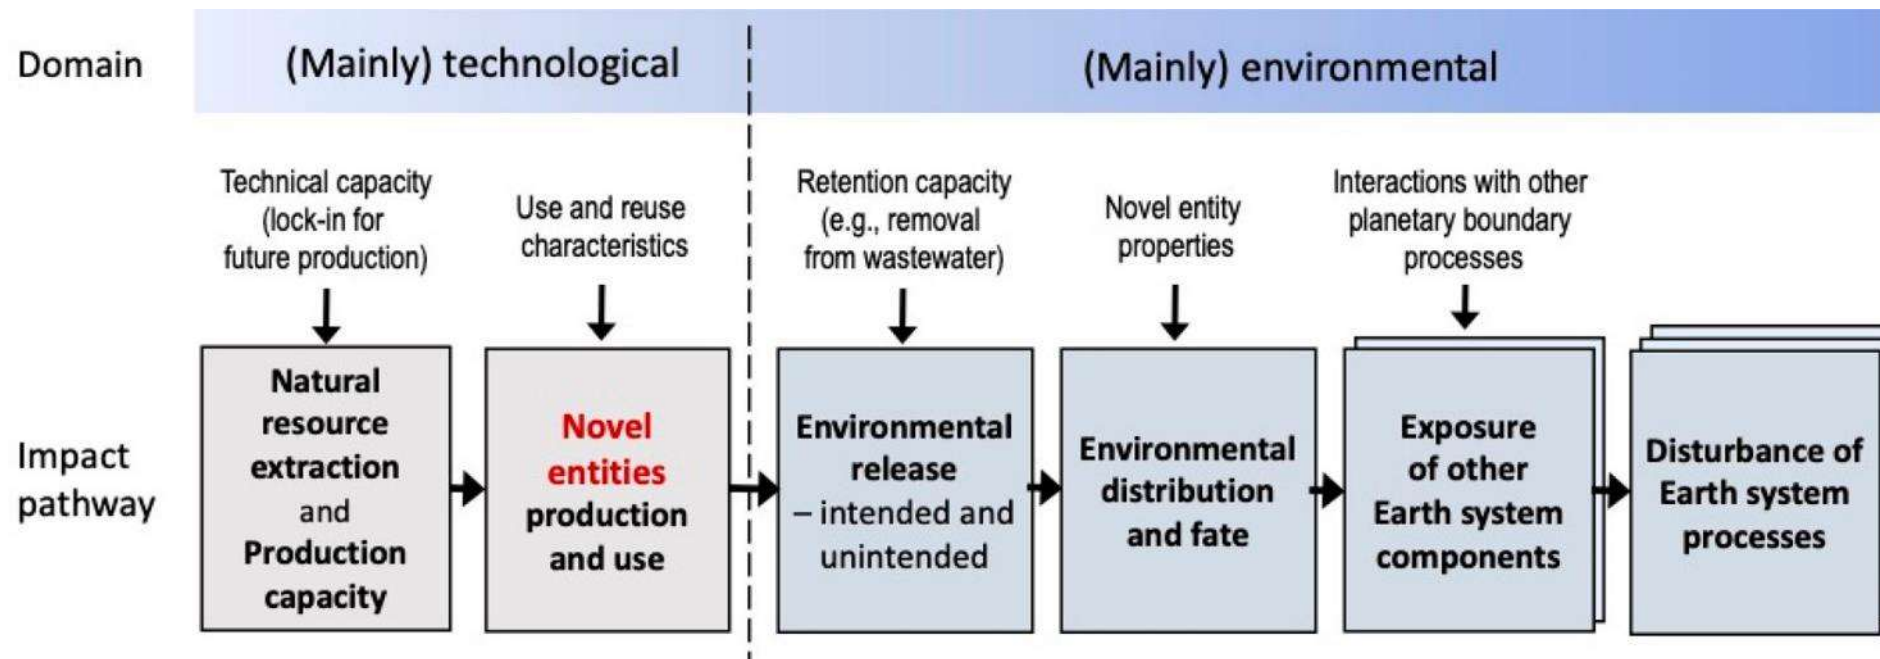 Domain
(Mainly) technological
(Mainly) environmental
Technical capacity
(lock-in for
future production)
Use and reuse
characteristics
Retention capacity
(e.g., removal
from wastewater)
Novel entity
properties
Interactions with other
planetary boundary
processes
Impact
pathway
Natural
resource
extraction
and
Production
capacity
Novel
entities
production
and use
Environmental
release
– intended and
unintended
Environmental
distribution
and fate
Exposure
of other
Earth system
components
Disturbance of
Earth system
processes